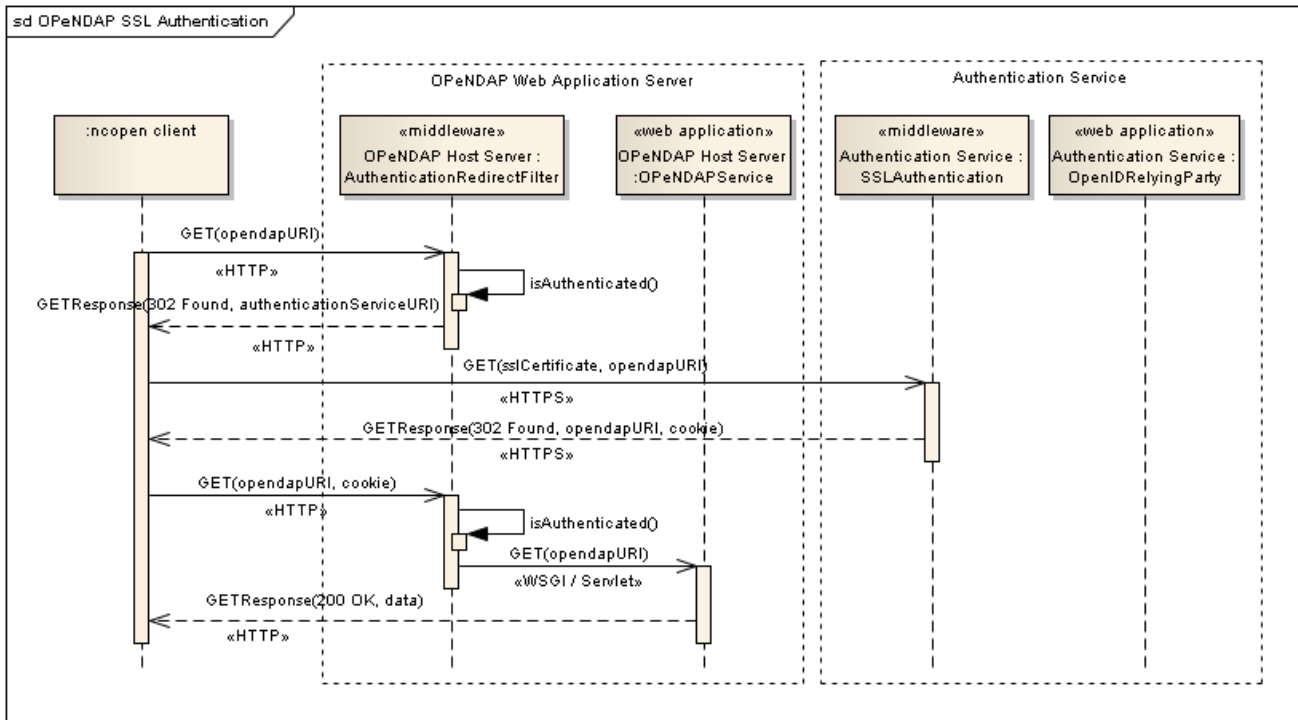 sd OPeNDAP SSL Authentication
OPeNDAP Web Application Server
Authentication Service
:ncopen client
«middleware»
OPeNDAP Host Server :
AuthenticationRedirectFilter
«web application»
OPeNDAP Host Server
:OPeNDAPService
«middleware»
Authentication Service :
SSLAuthentication
«web application»
Authentication Service :
OpenIDRelyingParty
GET(opendapURI)
«HTTP»
isAuthenticated()
GETResponse(302 Found, authenticationServiceURI)
«HTTP»
GET(sslCertificate, opendapURI)
«HTTPS»
GETResponse(302 Found, opendapURI, cookie)
«HTTPS»
GET(opendapURI, cookie)
«HTTP»
isAuthenticated()
GET(opendapURI)
«WSGI / Servlet»
GETResponse(200 OK, data)
«HTTP»